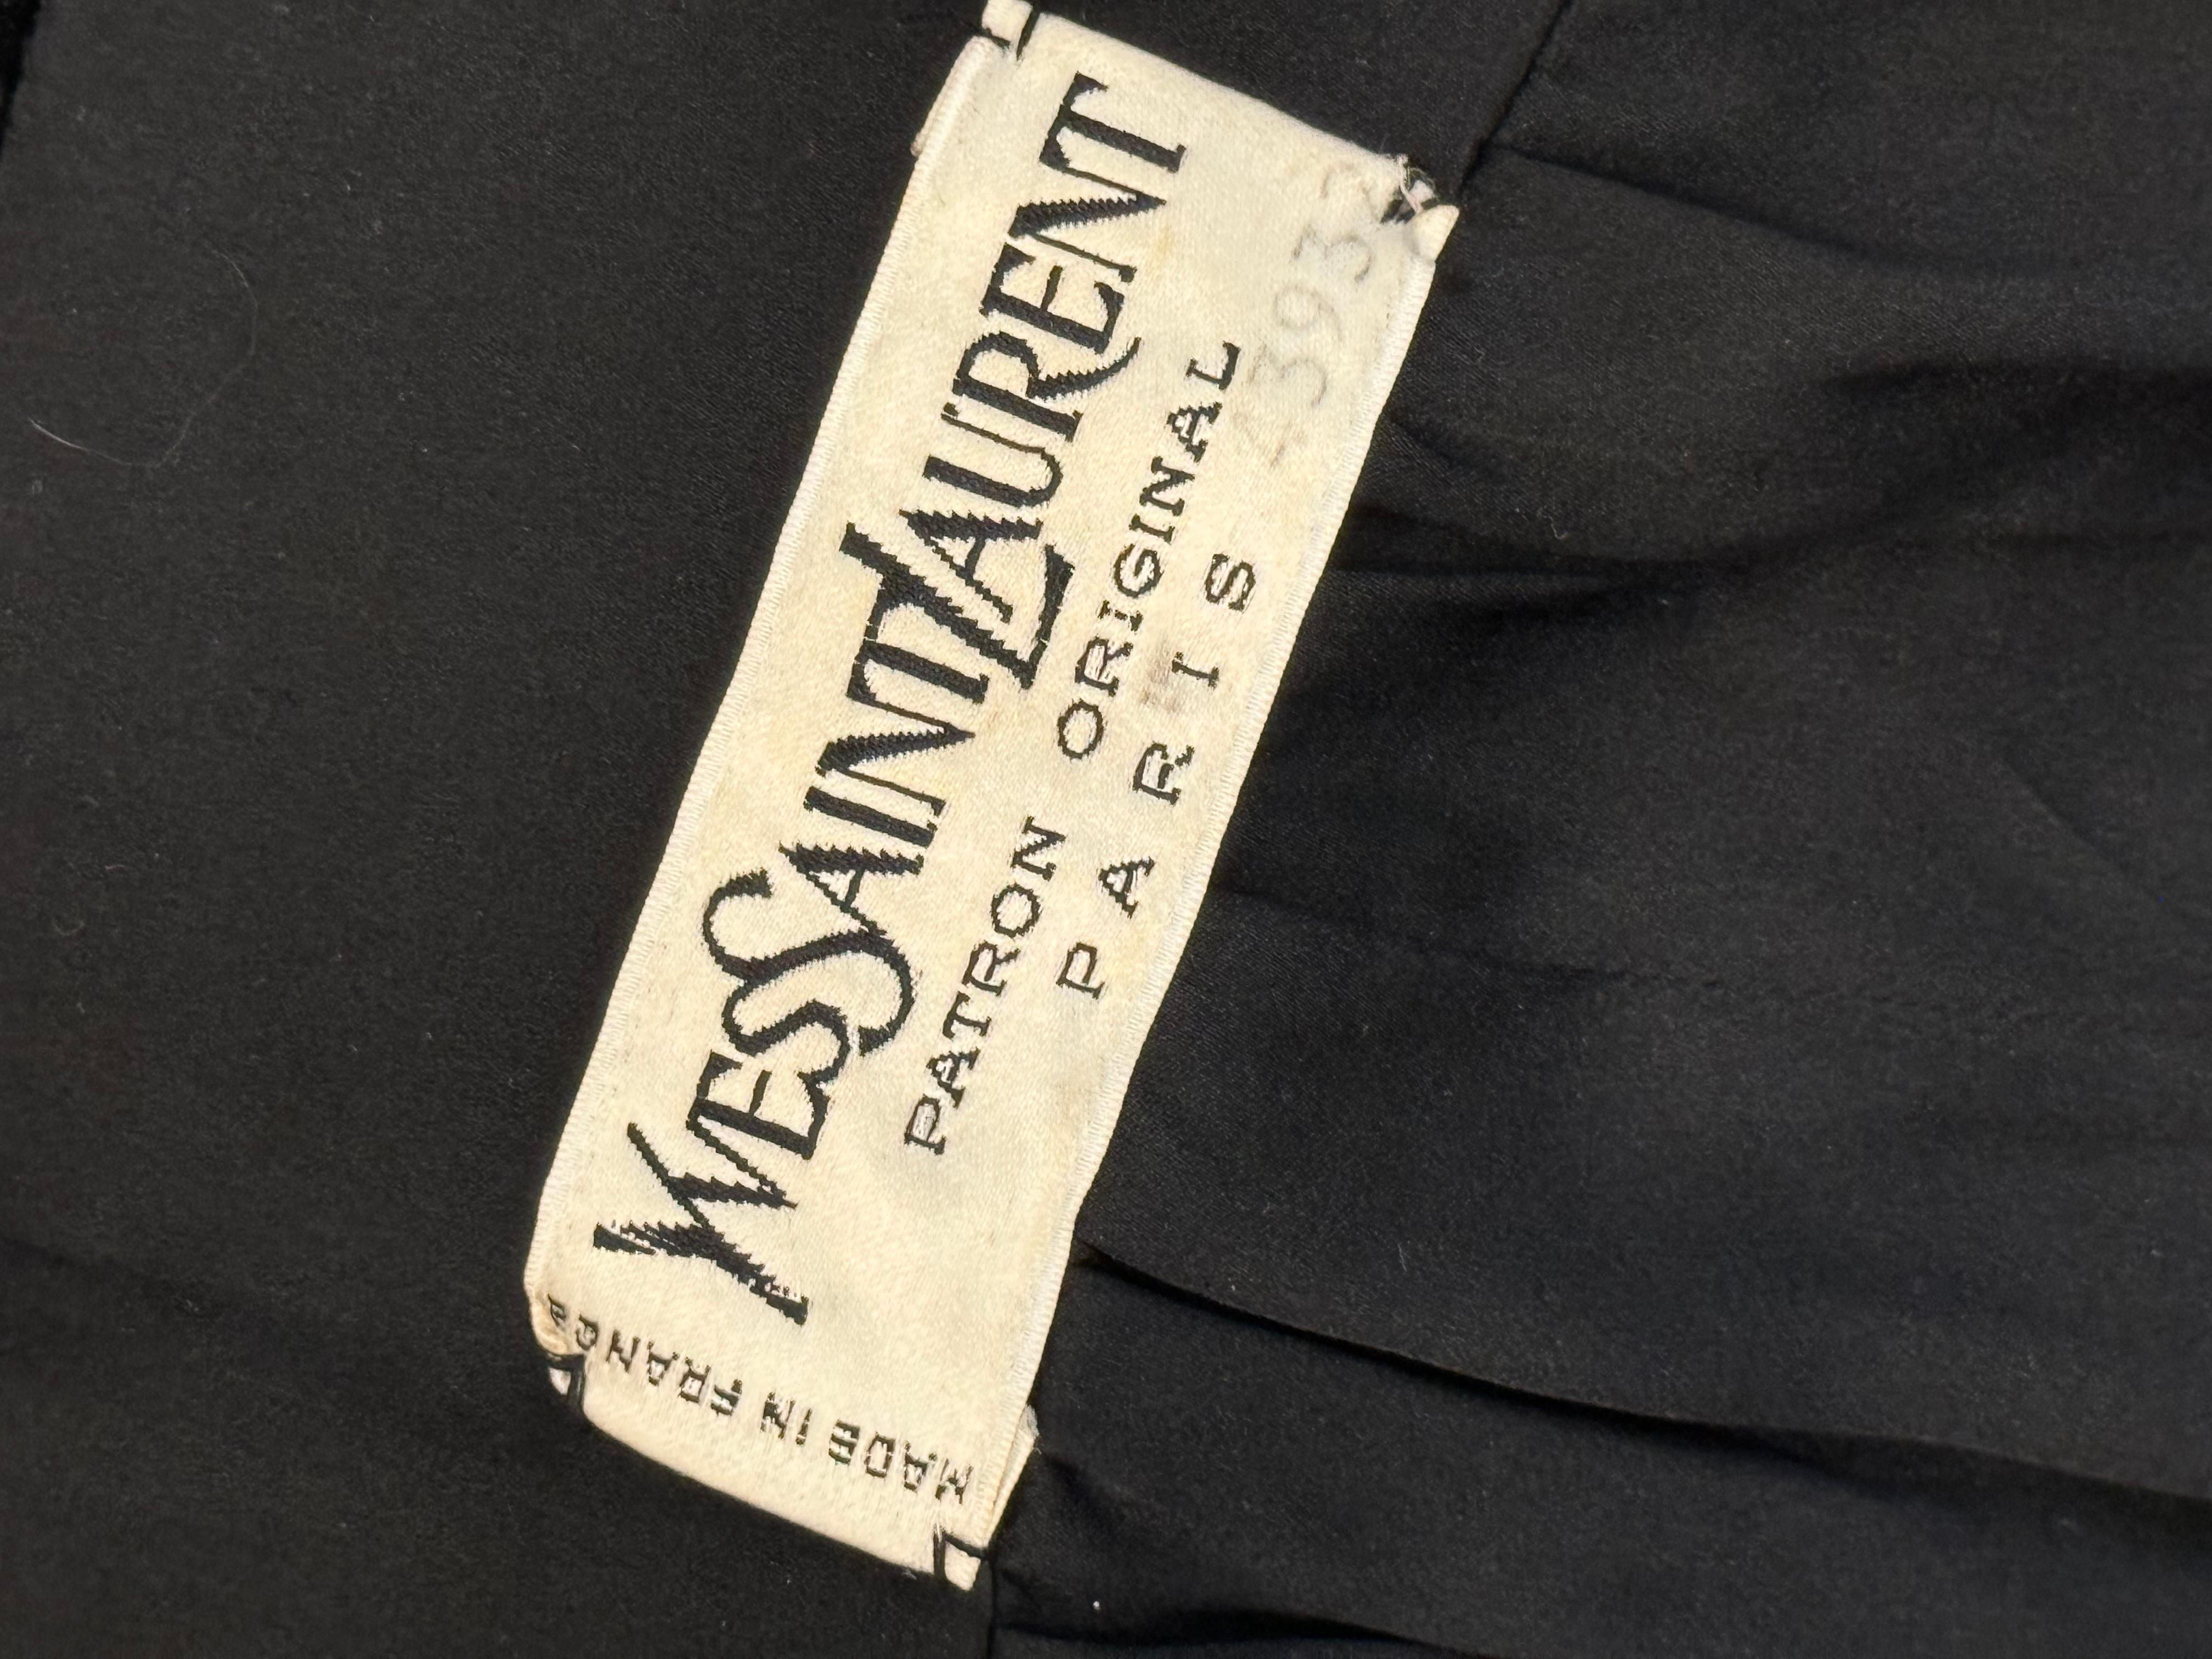 YVESSAINTLAURENT
PATRON ORIGINAL
PARIS
MADE IN FRANCE